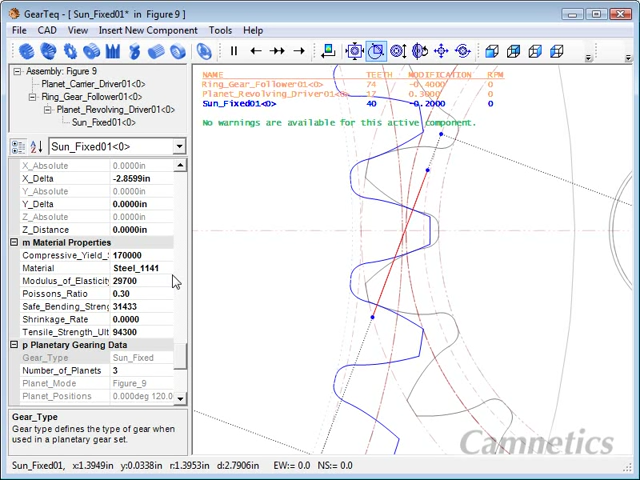 GearTeq - [ Sun_Fixed01* in Figure 9 ]
File CAD View Insert New Component Tools Help
Assembly: Figure 9
Planet_Carrier_Driver01<0>
Ring_Gear_Follower01<0>
Planet_Revolving_Driver01<0>
Sun_Fixed01<0>
Sun_Fixed01<0>
X_Absolute 0.0000in
X_Delta -2.8599in
Y_Absolute 0.0000in
Y_Delta 0.0000in
Z_Absolute 0.0000in
Z_Distance 0.0000in
m Material Properties
Compressive_Yield_S 170000
Material Steel_1141
Modulus_of_Elasticity 29700
Poissons_Ratio 0.30
Safe_Bending_Streng 31433
Shrinkage_Rate 0.0000
Tensile_Strength_Ult 94300
p Planetary Gearing Data
Gear_Type Sun_Fixed
Number_of_Planets 3
Planet_Mode Figure_9
Planet_Positions 0.000deg 120.0
Gear_Type
Gear type defines the type of gear when
used in a planetary gear set.
NAME TEETH MODIFICATION RPM
Ring_Gear_Follower01<0> 74 -0.4000 0
Planet_Revolving_Driver01<0> 17 0.3000 0
Sun_Fixed01<0> 40 -0.2000 0
No warnings are available for this active component.
Camnetics
Sun_Fixed01, x:1.3949in y:0.0338in r:1.3953in d:2.7906in EW:= 0.0 NS:= 0.0